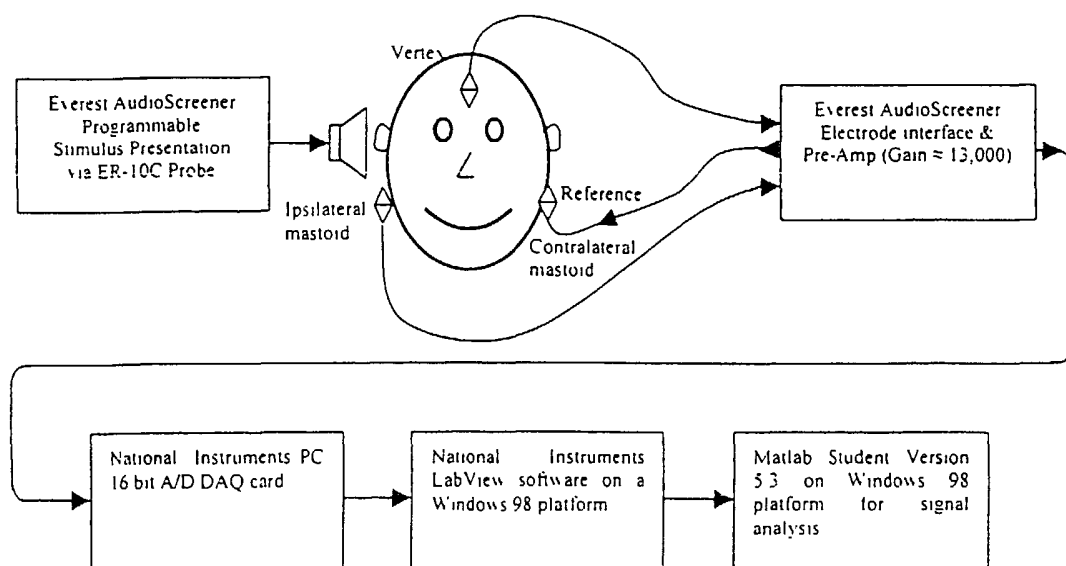 Vertex
Everest AudioScreener
Programmable
Stimulus Presentation
via ER-10C Probe
Everest AudioScreener
Electrode interface &
Pre-Amp (Gain ≈ 13,000)
Ipsilateral
mastoid
Reference
Contralateral
mastoid
National Instruments PC
16 bit A/D DAQ card
National Instruments
LabView software on a
Windows 98 platform
Matlab Student Version
5.3 on Windows 98
platform for signal
analysis